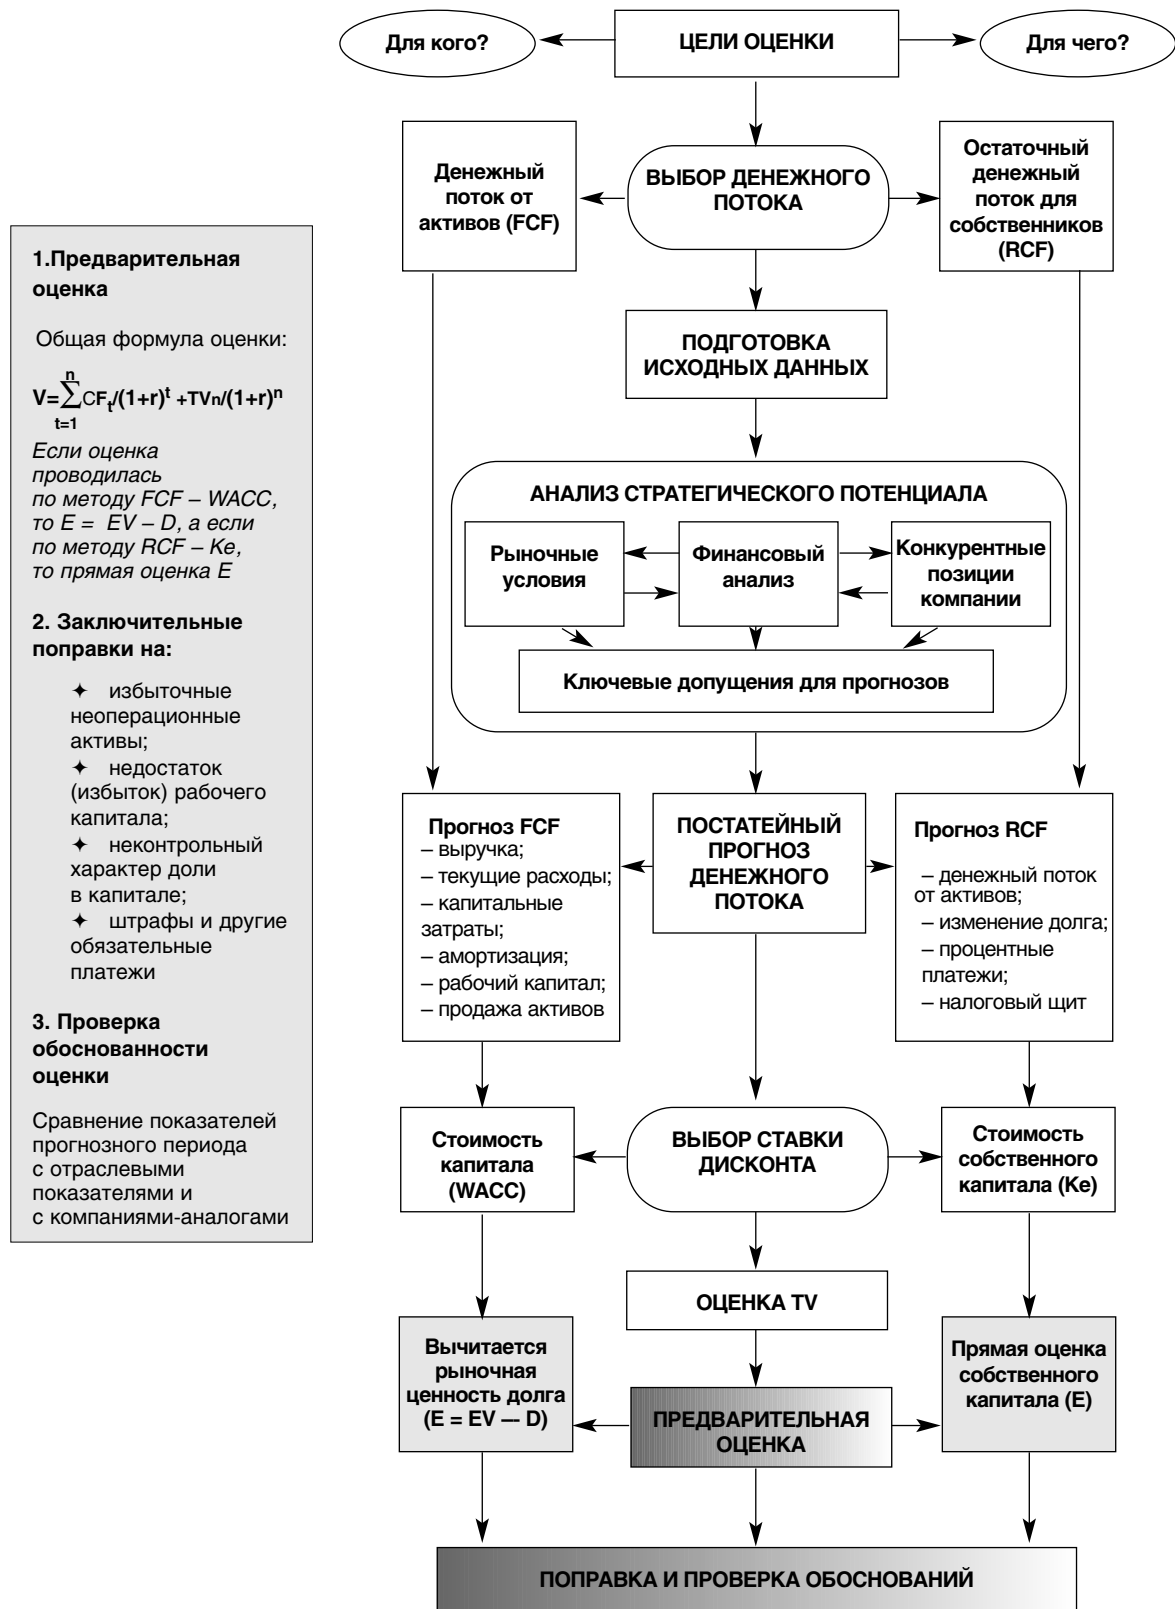 Для кого?
ЦЕЛИ ОЦЕНКИ
Для чего?
Денежный
поток от
активов (FCF)
ВЫБОР ДЕНЕЖНОГО
ПОТОКА
Остаточный
денежный
поток для
собственников
(RCF)
1.Предварительная
оценка
Общая формула оценки:
n
V=∑CFt/(1+r)^t +TVn/(1+r)^n
t=1
Если оценка
проводилась
по методу FCF – WACC,
то E = EV – D, а если
по методу RCF – Ke,
то прямая оценка E
2. Заключительные
поправки на:
✦ избыточные
неоперационные
активы;
✦ недостаток
(избыток) рабочего
капитала;
✦ неконтрольный
характер доли
в капитале;
✦ штрафы и другие
обязательные
платежи
3. Проверка
обоснованности
оценки
Сравнение показателей
прогнозного периода
с отраслевыми
показателями и
с компаниями-аналогами
ПОДГОТОВКА
ИСХОДНЫХ ДАННЫХ
АНАЛИЗ СТРАТЕГИЧЕСКОГО ПОТЕНЦИАЛА
Рыночные
условия
Финансовый
анализ
Конкурентные
позиции
компании
Ключевые допущения для прогнозов
Прогноз FCF
– выручка;
– текущие расходы;
– капитальные
затраты;
– амортизация;
– рабочий капитал;
– продажа активов
ПОСТАТЕЙНЫЙ
ПРОГНОЗ
ДЕНЕЖНОГО
ПОТОКА
Прогноз RCF
– денежный поток
от активов;
– изменение долга;
– процентные
платежи;
– налоговый щит
Стоимость
капитала
(WACC)
ВЫБОР СТАВКИ
ДИСКОНТА
Стоимость
собственного
капитала (Ke)
ОЦЕНКА TV
Вычитается
рыночная
ценность долга
(E = EV –- D)
ПРЕДВАРИТЕЛЬНАЯ
ОЦЕНКА
Прямая оценка
собственного
капитала (E)
ПОПРАВКА И ПРОВЕРКА ОБОСНОВАНИЙ